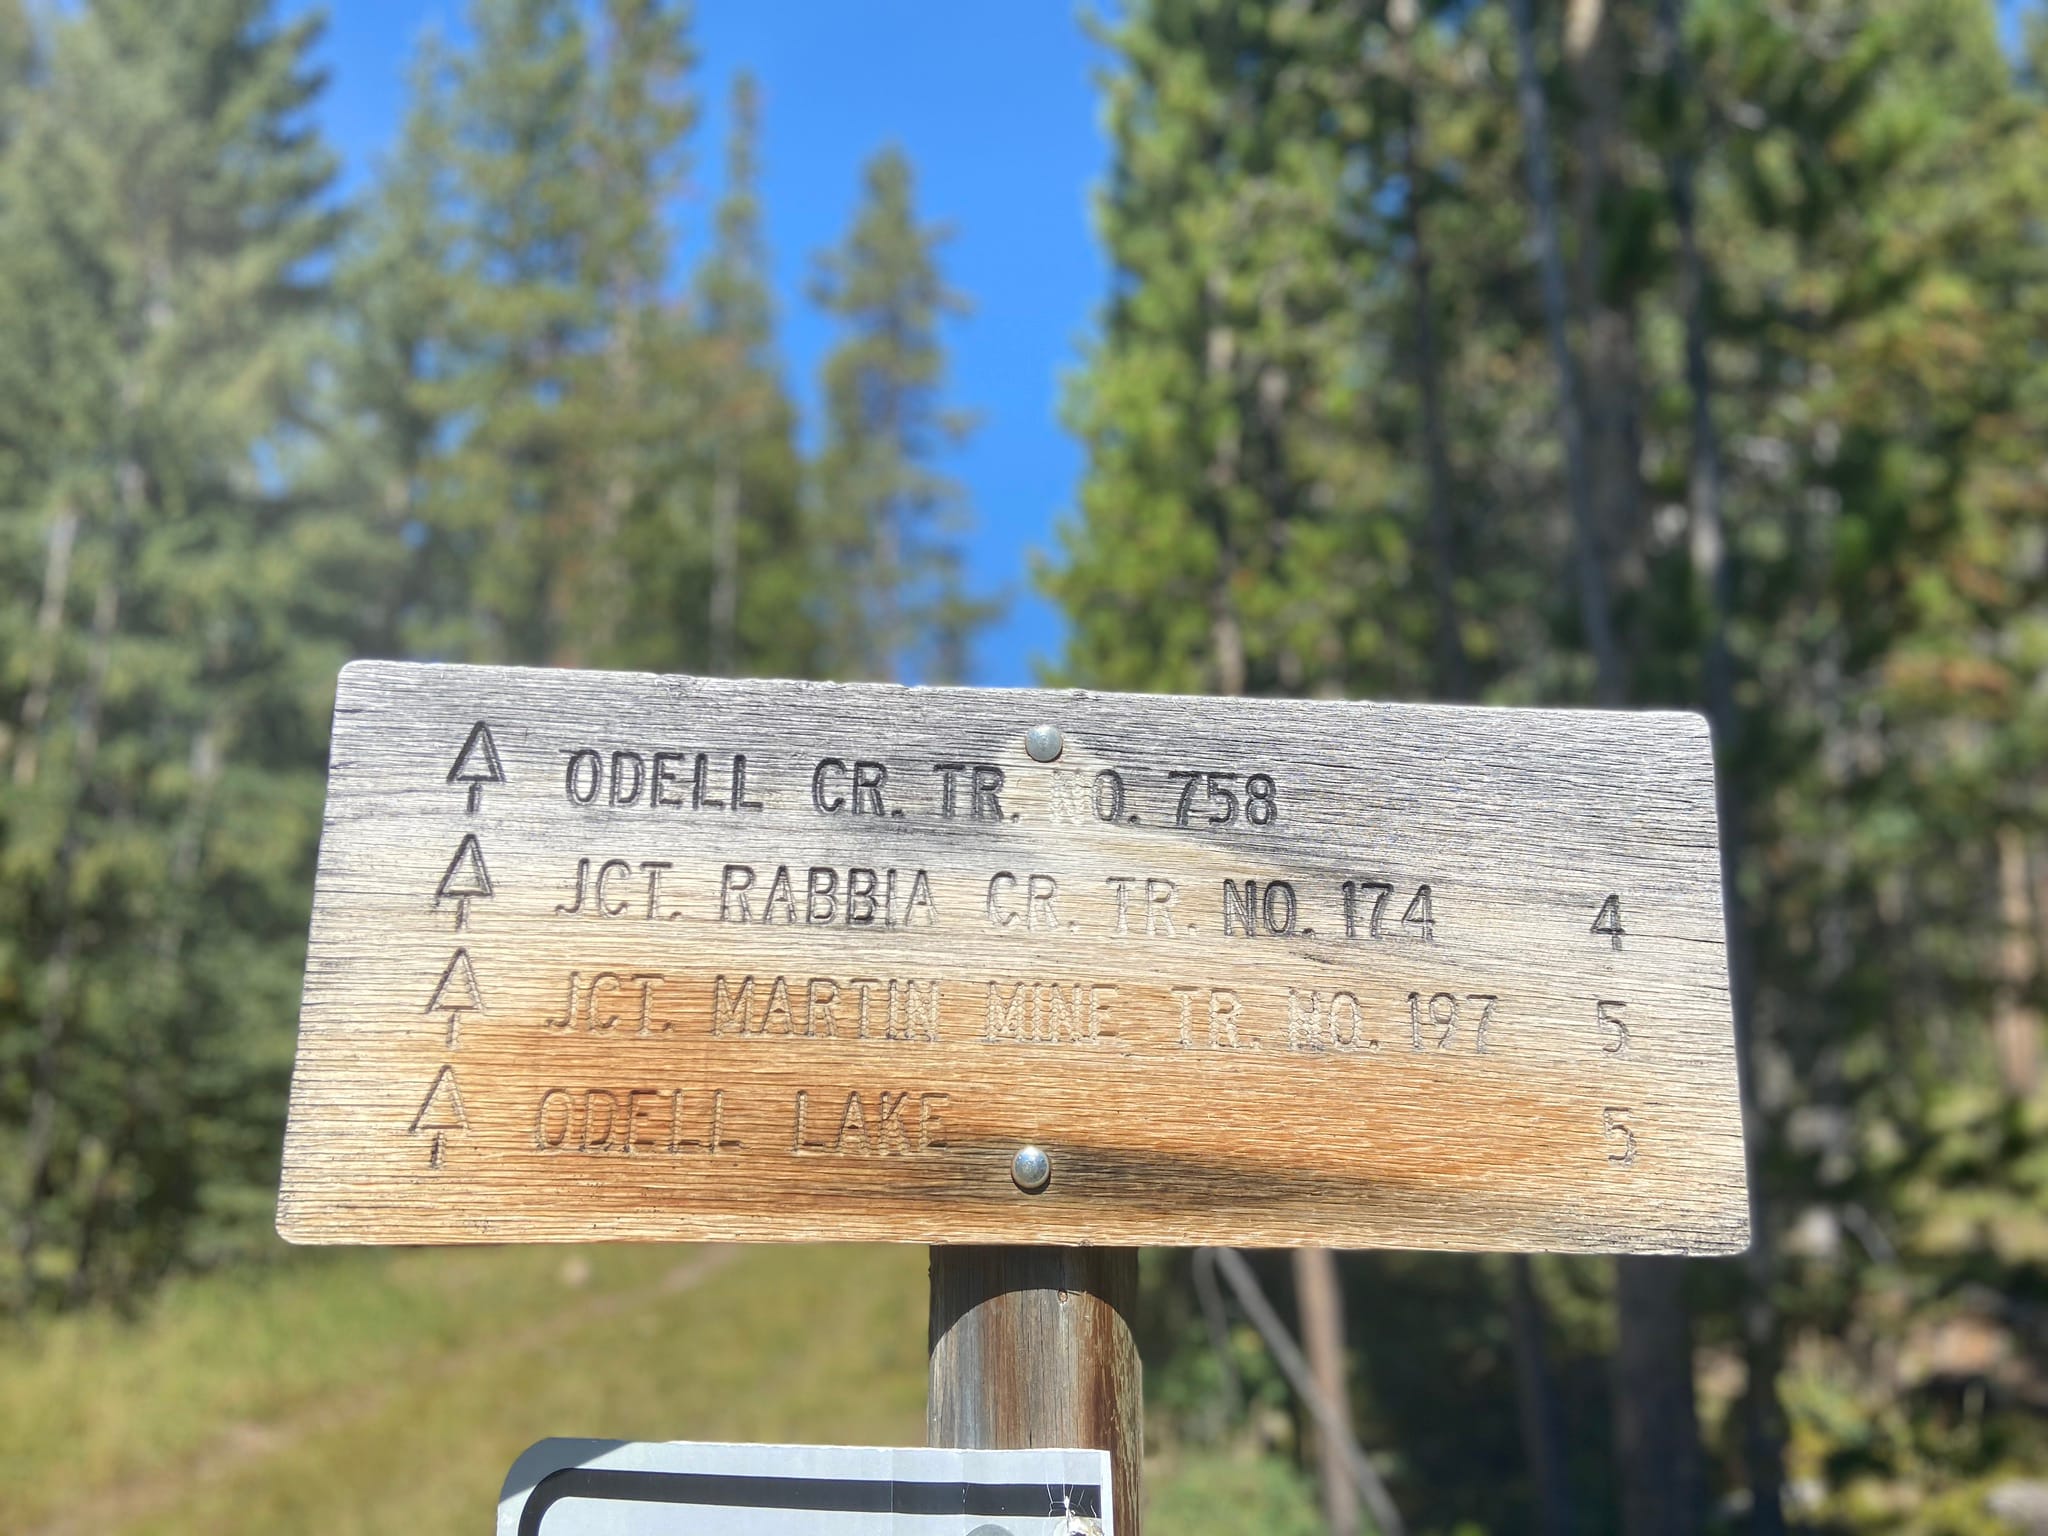 ODELL CR. TR. NO. 758
JCT. RABBIA CR. TR. NO. 174 4
JCT. MARTIN MINE TR. NO. 197 5
ODELL LAKE 5